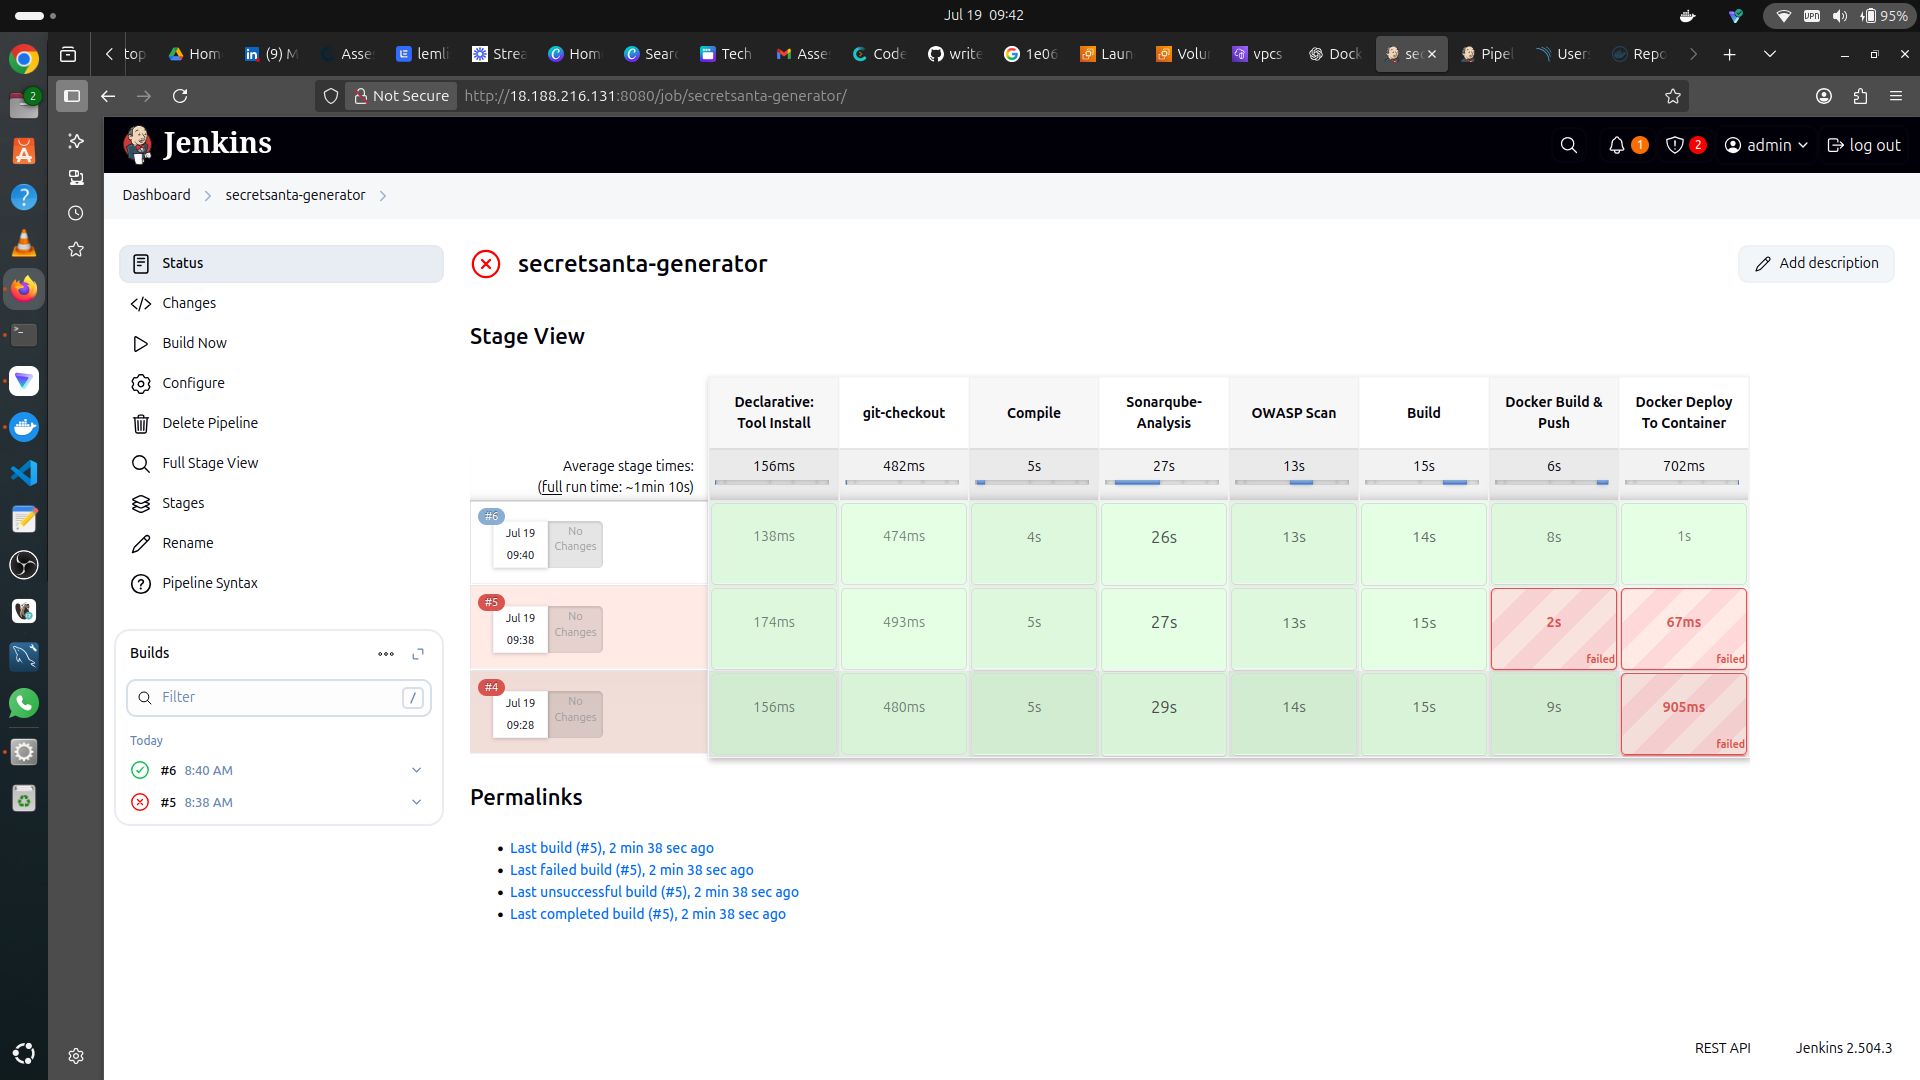 Jul 19 09:42
95%
2
top
Hom
(9) M
Asse
lemli
Strea
Hom
Searc
Tech
Asse
Code
write
1e06
Laun
Volu
vpcs
Dock
sec
Pipel
Users
Repo
Not Secure
http://18.188.216.131:8080/job/secretsanta-generator/
Jenkins
1
2
admin
log out
Dashboard
secretsanta-generator
Status
Changes
Build Now
Configure
Delete Pipeline
Full Stage View
Stages
Rename
Pipeline Syntax
Builds
Filter
/
Today
#6 8:40 AM
#5 8:38 AM
secretsanta-generator
Add description
Stage View
Declarative: Tool Install
git-checkout
Compile
Sonarqube-Analysis
OWASP Scan
Build
Docker Build & Push
Docker Deploy To Container
Average stage times:
(full run time: ~1min 10s)
156ms 482ms 5s 27s 13s 15s 6s 702ms
#6
Jul 19
09:40
No Changes
138ms 474ms 4s 26s 13s 14s 8s 1s
#5
Jul 19
09:38
No Changes
174ms 493ms 5s 27s 13s 15s 2s failed 67ms failed
#4
Jul 19
09:28
No Changes
156ms 480ms 5s 29s 14s 15s 9s 905ms failed
Permalinks
Last build (#5), 2 min 38 sec ago
Last failed build (#5), 2 min 38 sec ago
Last unsuccessful build (#5), 2 min 38 sec ago
Last completed build (#5), 2 min 38 sec ago
REST API
Jenkins 2.504.3